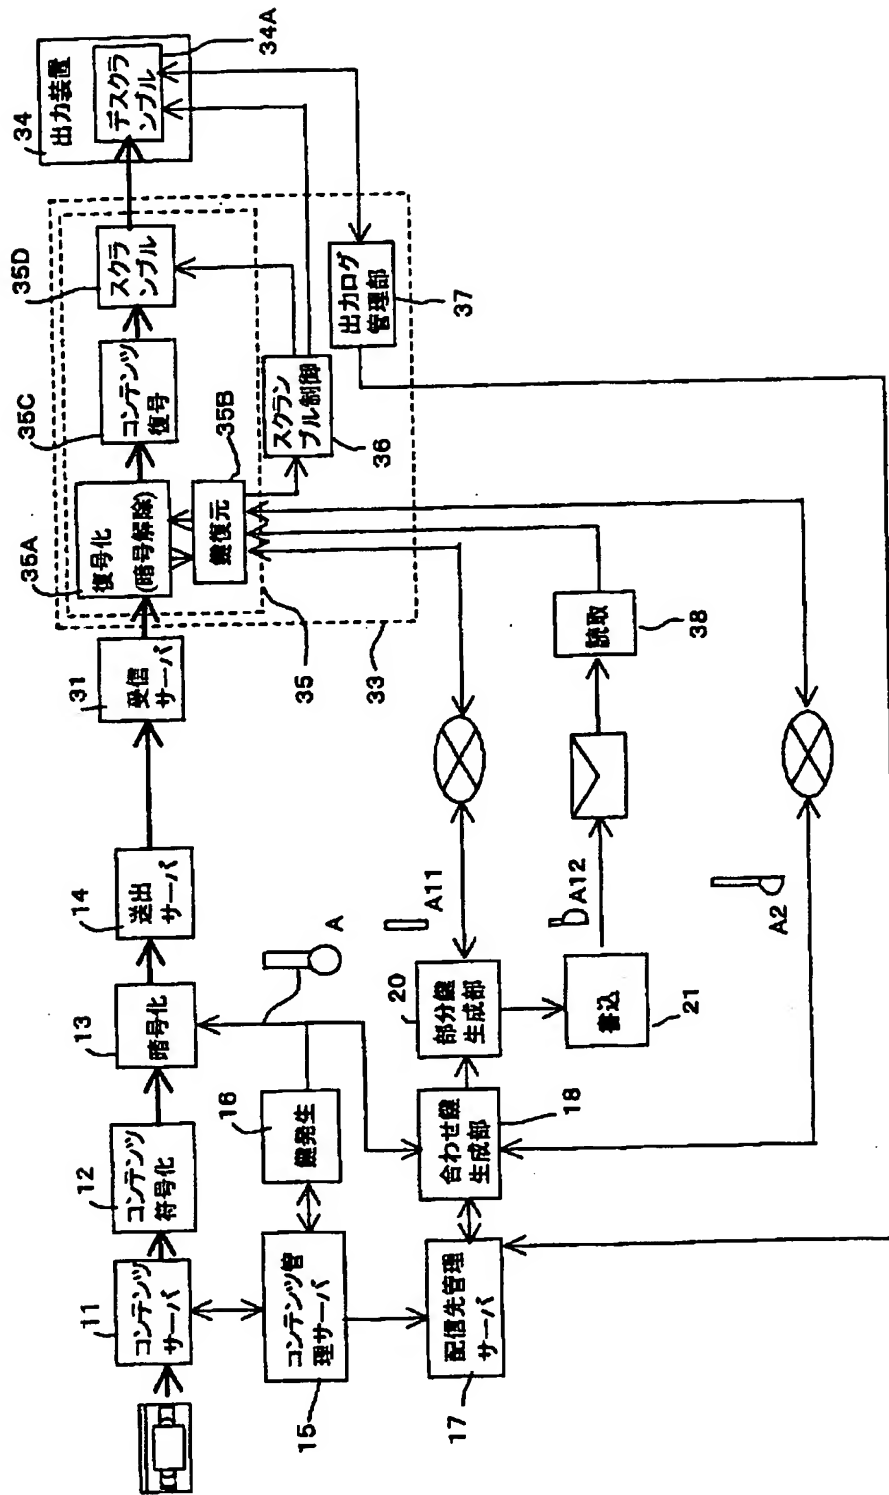 11
コンテンツ
サーバ
12
コンテンツ
符号化
13
暗号化
14
送出
サーバ
31
受信
サーバ
35A
復号化
(暗号解除)
35C
コンテンツ
復号
35D
スクラ
ンブル
34
出力装置
デスクラ
ンブル
34A
15
コンテンツ管
理サーバ
16
鍵発生
A
35B
鍵復元
スクラン
ブル制御
36
出力ログ
管理部
37
35
33
17
配信先管理
サーバ
18
合わせ鍵
生成部
20
部分鍵
生成部
A11
21
書込
A12
読取
38
A2